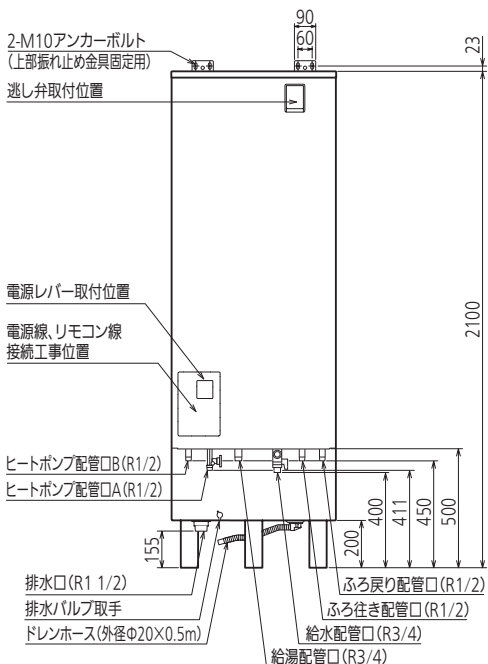 90
60
23
2-M10アンカーボルト
(上部振れ止め金具固定用)
逃し弁取付位置
2100
電源レバー取付位置
電源線、リモコン線
接続工事位置
ヒートポンプ配管口B(R1/2)
ヒートポンプ配管口A(R1/2)
155
200
400
411
450
500
排水口(R1 1/2)
排水バルブ取手
ドレンホース(外径Φ20×0.5m)
ふろ戻り配管口(R1/2)
ふろ往き配管口(R1/2)
給水配管口(R3/4)
給湯配管口(R3/4)